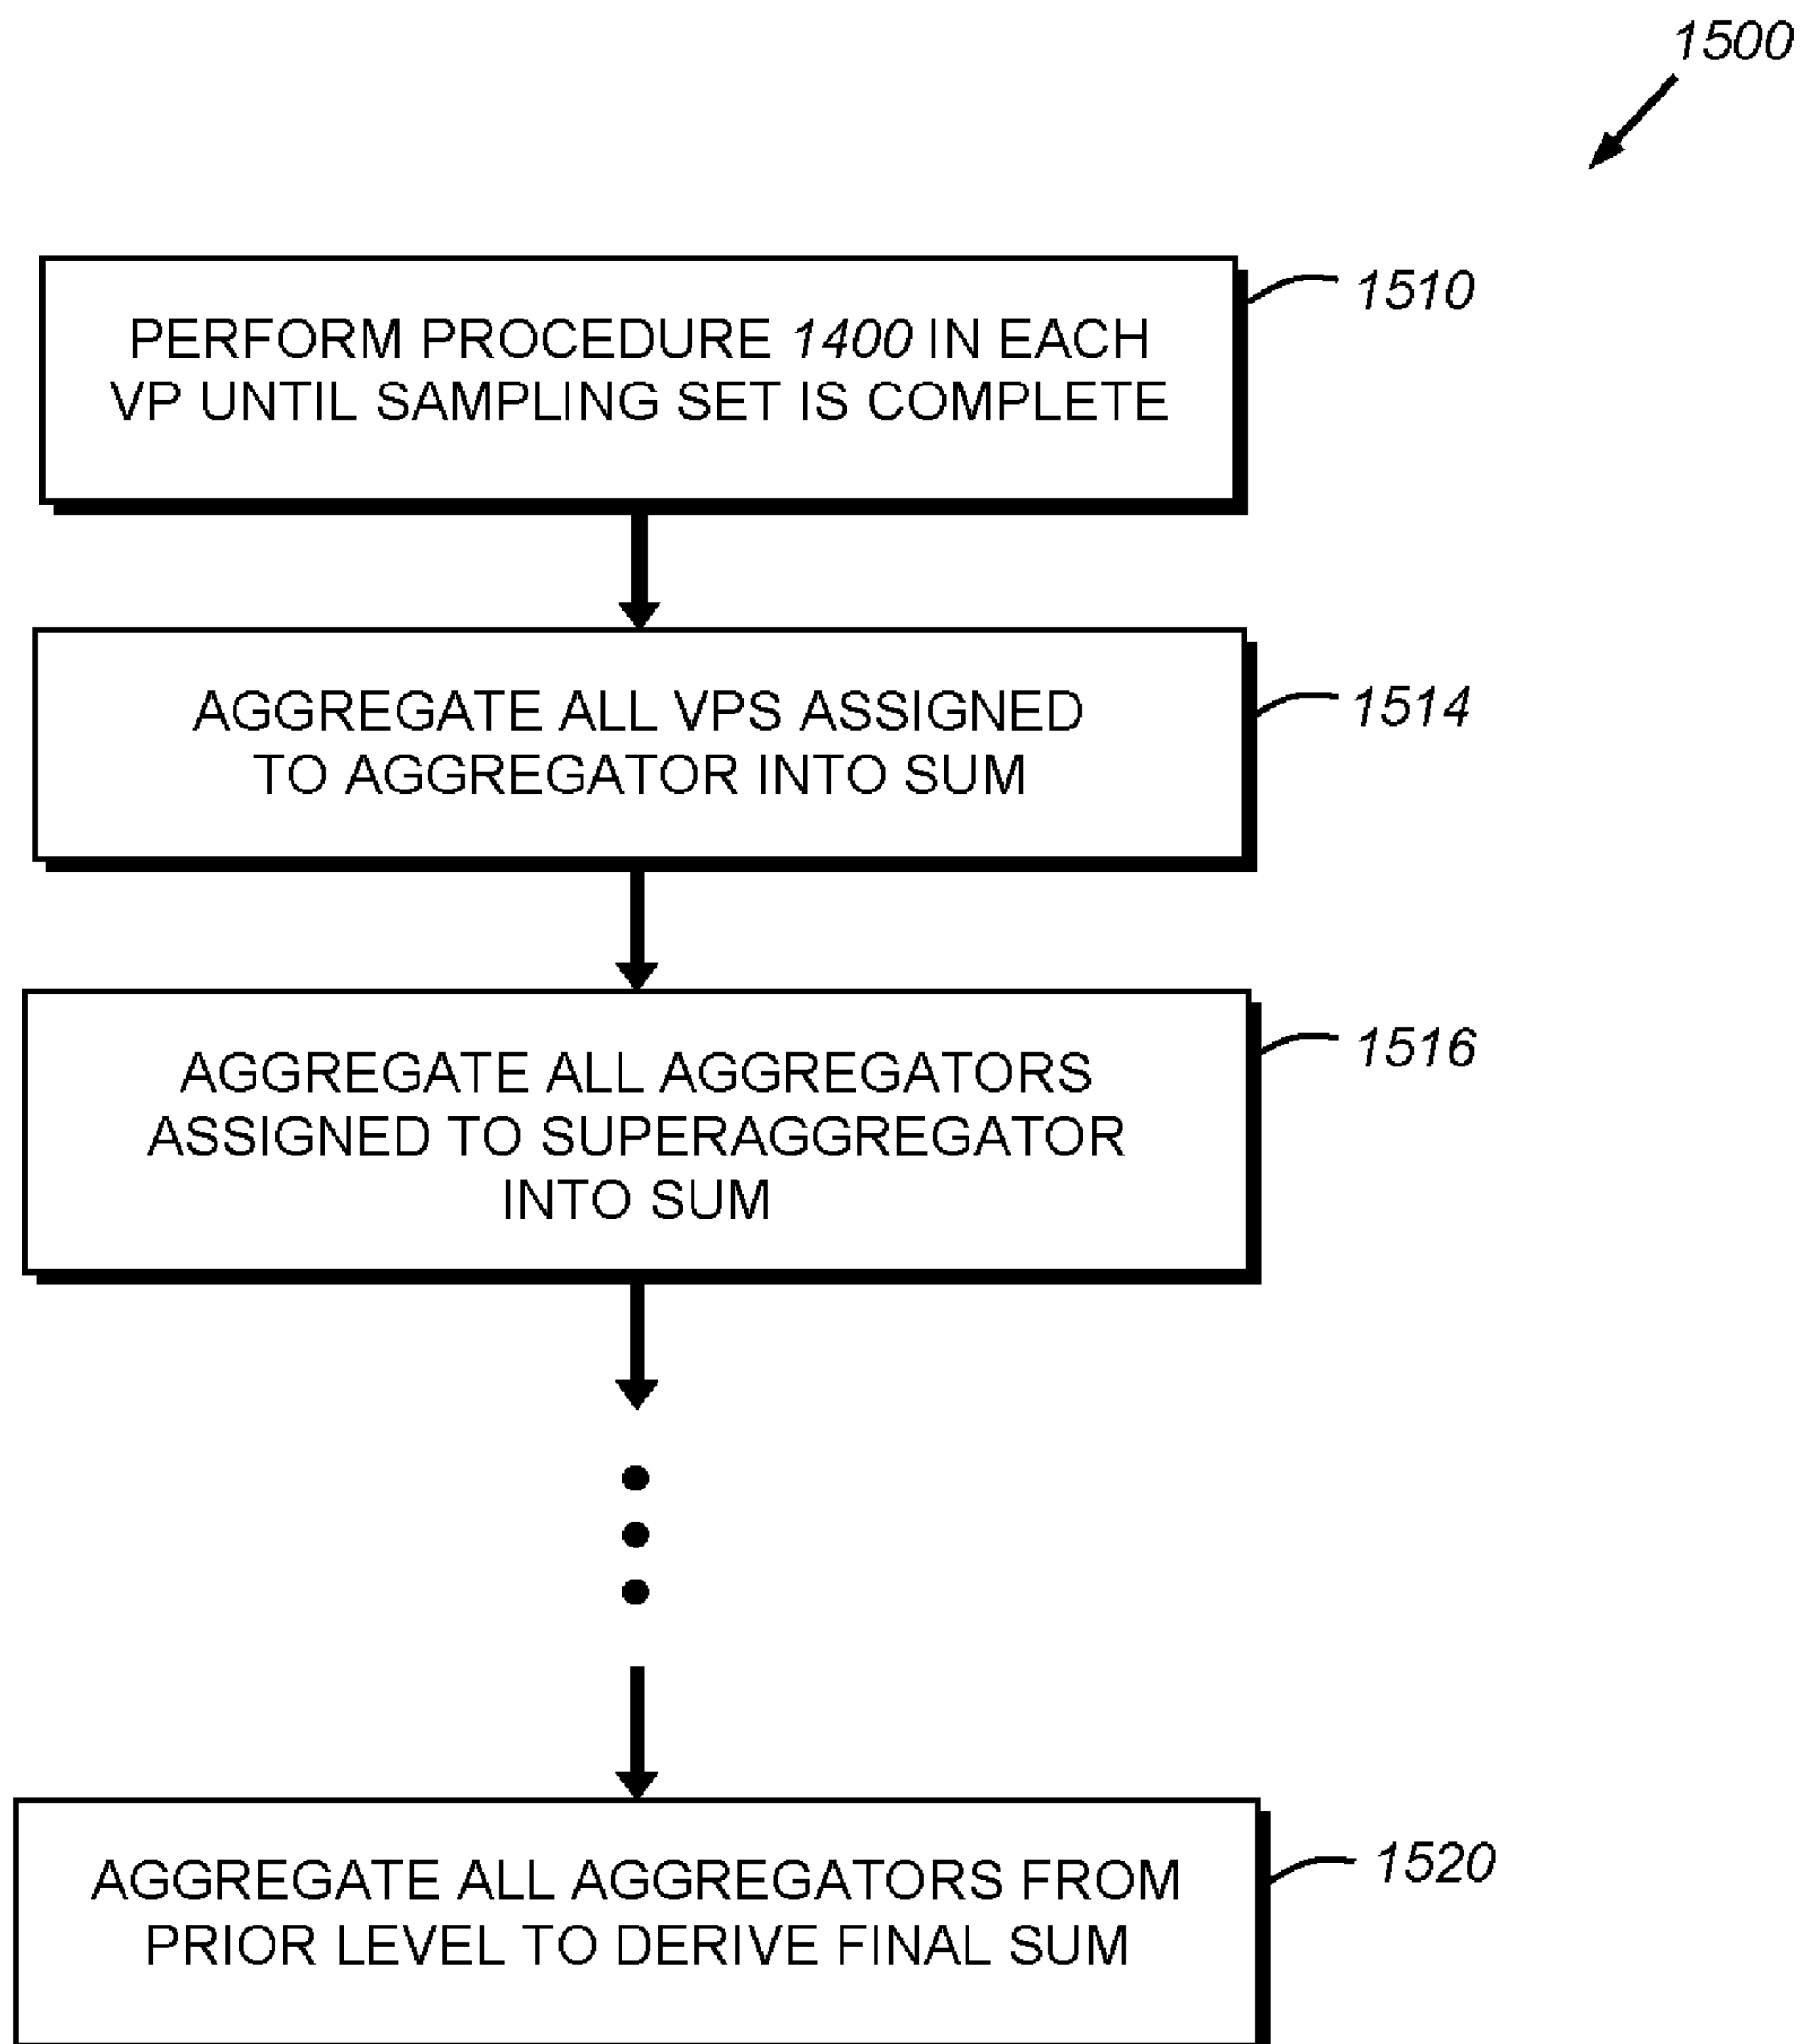 1500
PERFORM PROCEDURE 1400 IN EACH
VP UNTIL SAMPLING SET IS COMPLETE
1510
AGGREGATE ALL VPS ASSIGNED
TO AGGREGATOR INTO SUM
1514
AGGREGATE ALL AGGREGATORS
ASSIGNED TO SUPERAGGREGATOR
INTO SUM
1516
AGGREGATE ALL AGGREGATORS FROM
PRIOR LEVEL TO DERIVE FINAL SUM
1520